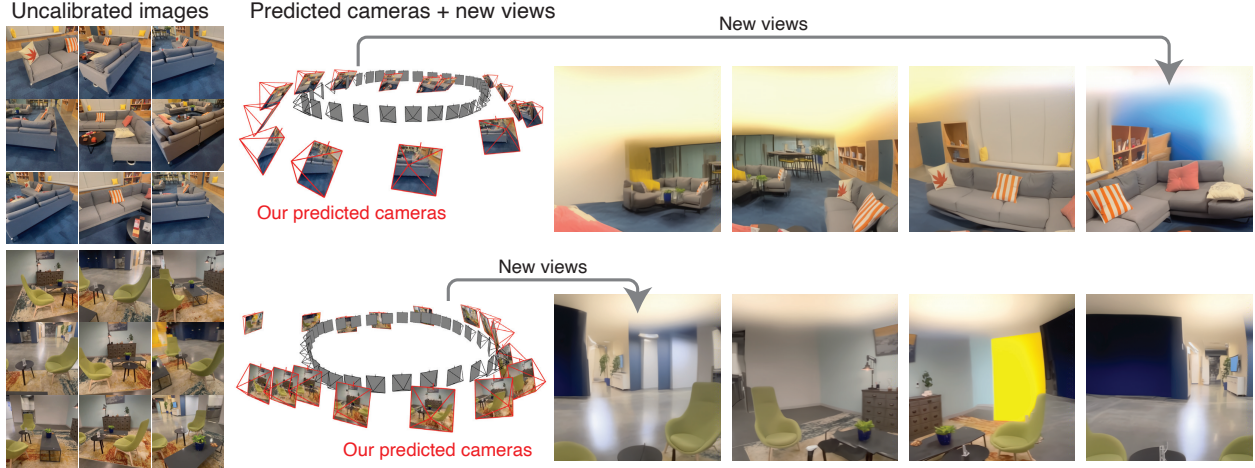 Uncalibrated images
Predicted cameras + new views
New views
Our predicted cameras
New views
Our predicted cameras